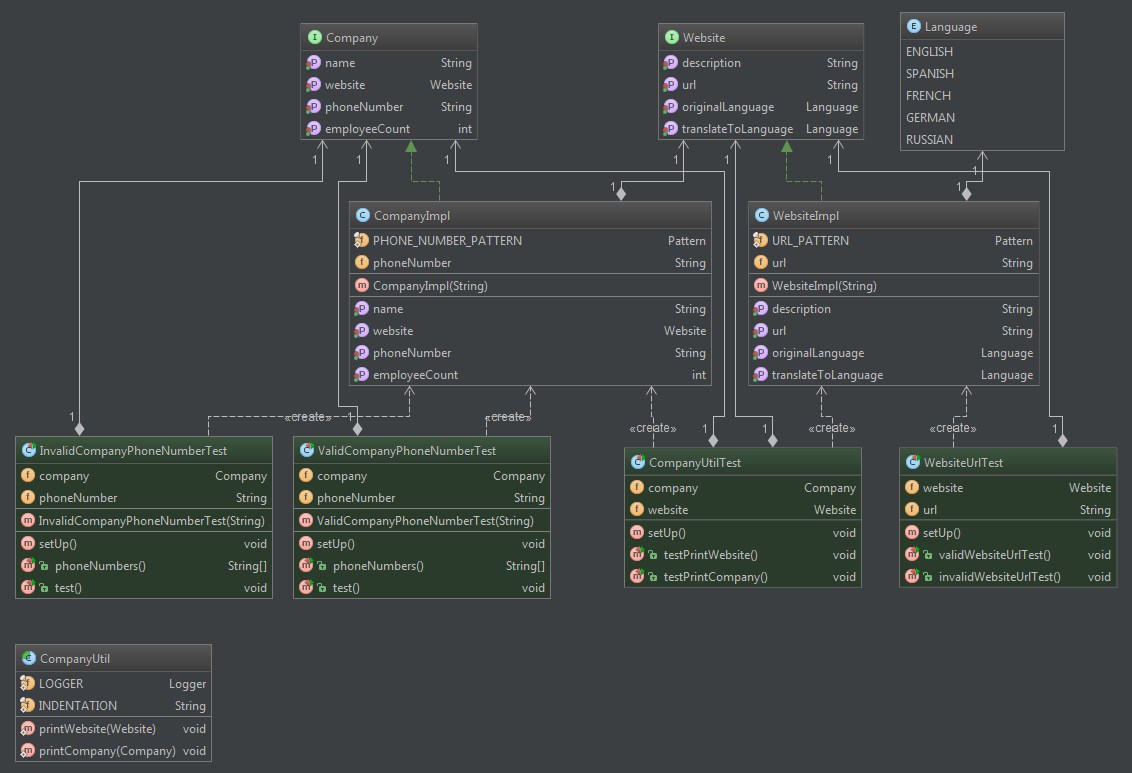 Company
name String
website Website
phoneNumber String
employeeCount int
Website
description String
url String
originalLanguage Language
translateToLanguage Language
Language
ENGLISH
SPANISH
FRENCH
GERMAN
RUSSIAN
1 1 1 1 1 1 1
1 1
CompanyImpl
PHONE_NUMBER_PATTERN Pattern
phoneNumber String
CompanyImpl(String)
name String
website Website
phoneNumber String
employeeCount int
WebsiteImpl
URL_PATTERN Pattern
url String
WebsiteImpl(String)
description String
url String
originalLanguage Language
translateToLanguage Language
1 «create» 1 «create» «create» 1 1 «create» «create» 1
InvalidCompanyPhoneNumberTest
company Company
phoneNumber String
InvalidCompanyPhoneNumberTest(String)
setUp() void
phoneNumbers() String[]
test() void
ValidCompanyPhoneNumberTest
company Company
phoneNumber String
ValidCompanyPhoneNumberTest(String)
setUp() void
phoneNumbers() String[]
test() void
CompanyUtilTest
company Company
website Website
setUp() void
testPrintWebsite() void
testPrintCompany() void
WebsiteUrlTest
website Website
url String
setUp() void
validWebsiteUrlTest() void
invalidWebsiteUrlTest() void
CompanyUtil
LOGGER Logger
INDENTATION String
printWebsite(Website) void
printCompany(Company) void